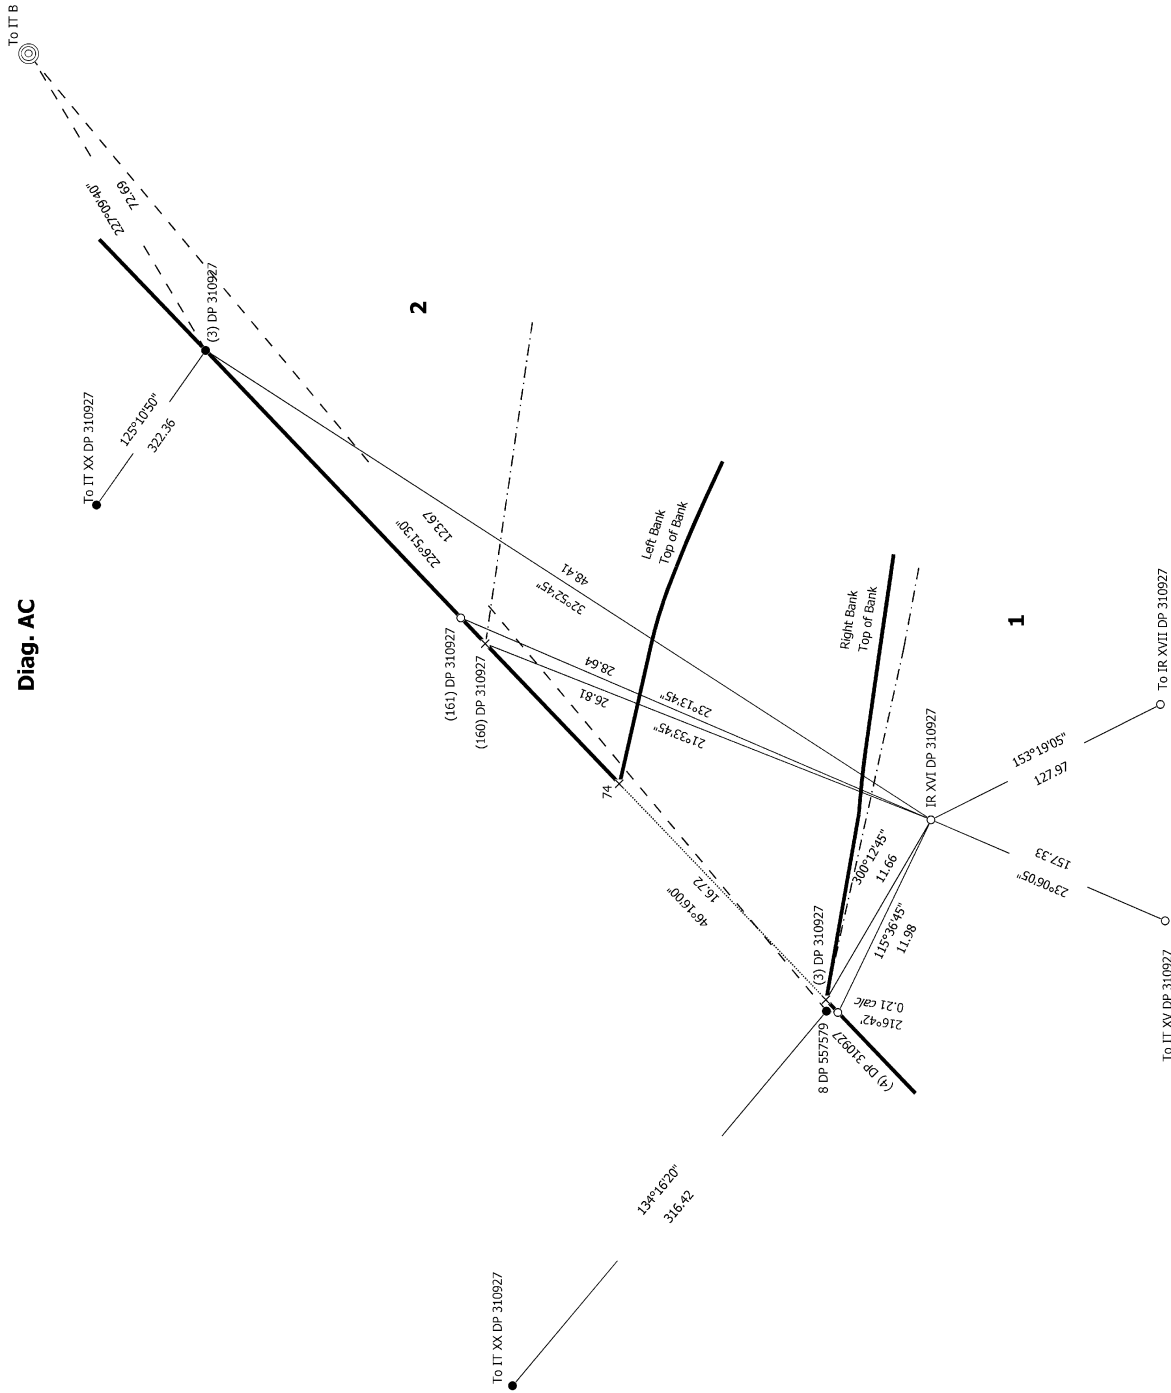 Diag. AC
To IT B
227°09'40"
72.69
(3) DP 310927
To IT XX DP 310927
125°10'50"
322.36
2
226°51'30"
123.67
48.41
32°52'45"
Left Bank
Top of Bank
(161) DP 310927
(160) DP 310927
28.64
23°13'45"
26.81
21°33'45"
74
Right Bank
Top of Bank
1
IR XVI DP 310927
To IR XVII DP 310927
153°19'05"
127.97
157.33
23°06'05"
To IT XV DP 310927
300°12'45"
11.66
115°36'45"
11.98
16.72
46°16'00"
(3) DP 310927
0.21 calc
216°42'
8 DP 557579
(4) DP 310927
134°16'20"
316.42
To IT XX DP 310927